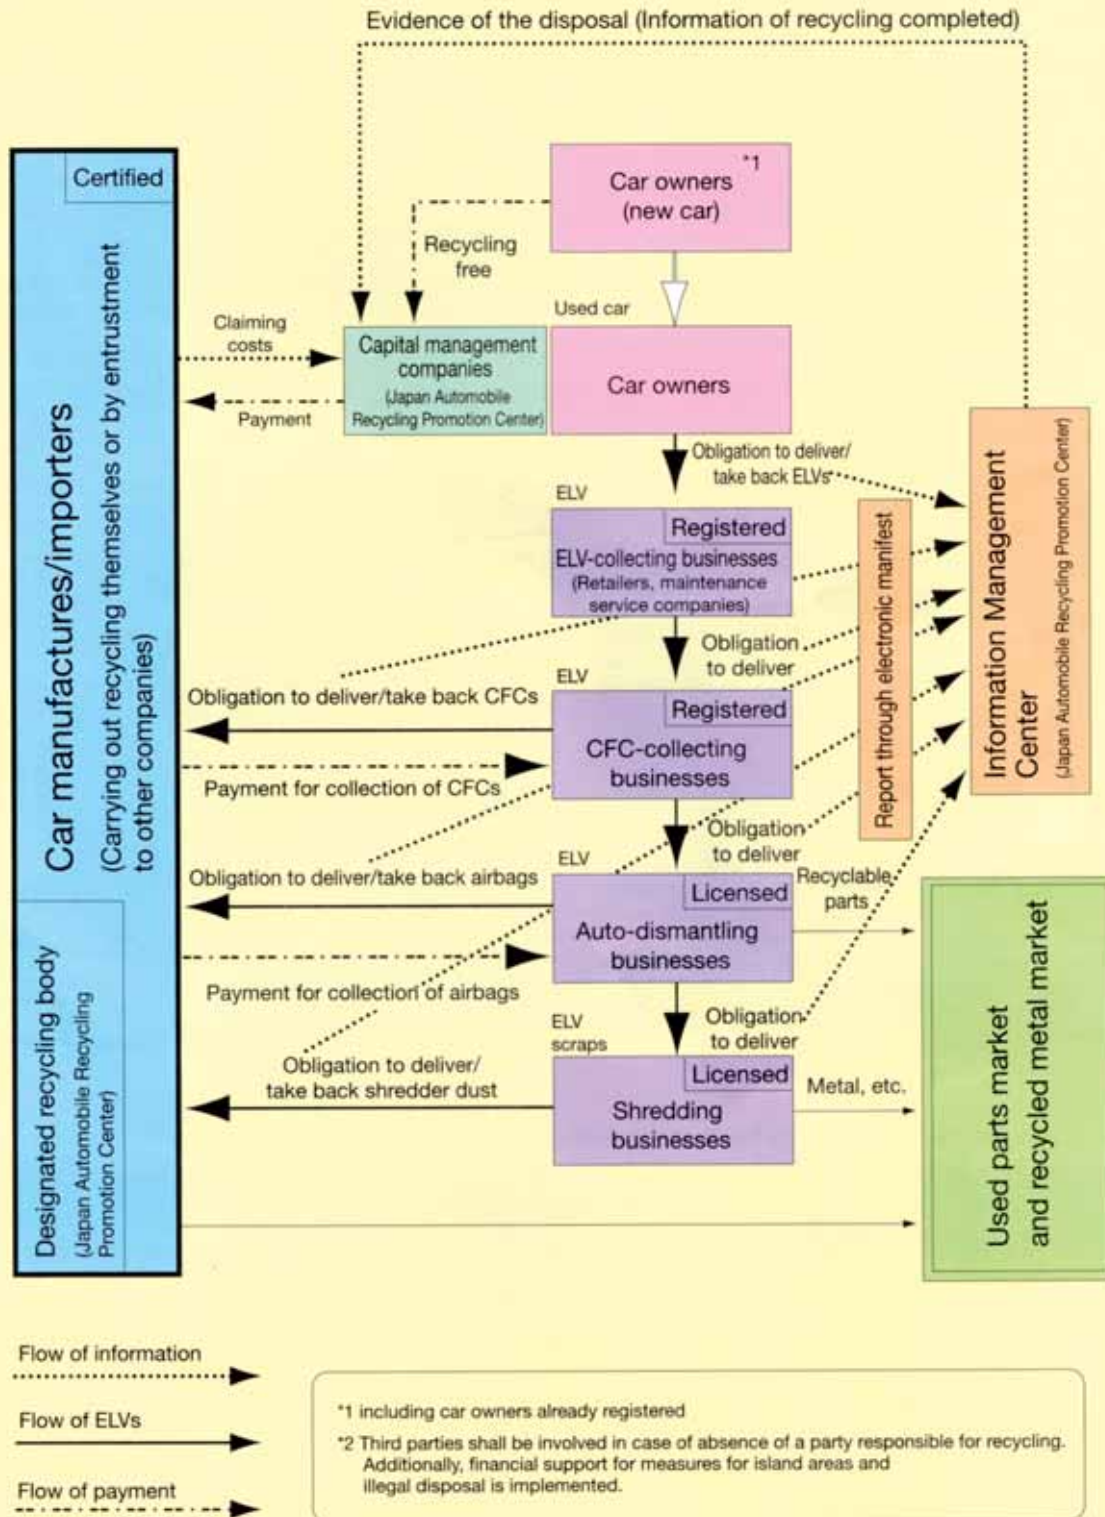 Evidence of the disposal (Information of recycling completed)
Certified
Car manufactures/importers
(Carrying out recycling themselves or by entrustment
to other companies)
Designated recycling body
(Japan Automobile Recycling
Promotion Center)
Car owners *1
(new car)
Recycling
free
Used car
Claiming
costs
Payment
Capital management
companies
(Japan Automobile
Recycling Promotion Center)
Car owners
Obligation to deliver/
take back ELVs
ELV
Registered
ELV-collecting businesses
(Retailers, maintenance
service companies)
Obligation
to deliver
Report through electronic manifest
Information Management
Center
(Japan Automobile Recycling Promotion Center)
Obligation to deliver/take back CFCs
ELV
Registered
CFC-collecting
businesses
Payment for collection of CFCs
Obligation
to deliver
Obligation to deliver/take back airbags
ELV
Licensed
Auto-dismantling
businesses
Recyclable
parts
Payment for collection of airbags
ELV
scraps
Obligation
to deliver
Obligation to deliver/
take back shredder dust
Licensed
Shredding
businesses
Metal, etc.
Used parts market
and recycled metal market
Flow of information
Flow of ELVs
Flow of payment
*1 including car owners already registered
*2 Third parties shall be involved in case of absence of a party responsible for recycling.
Additionally, financial support for measures for island areas and
illegal disposal is implemented.